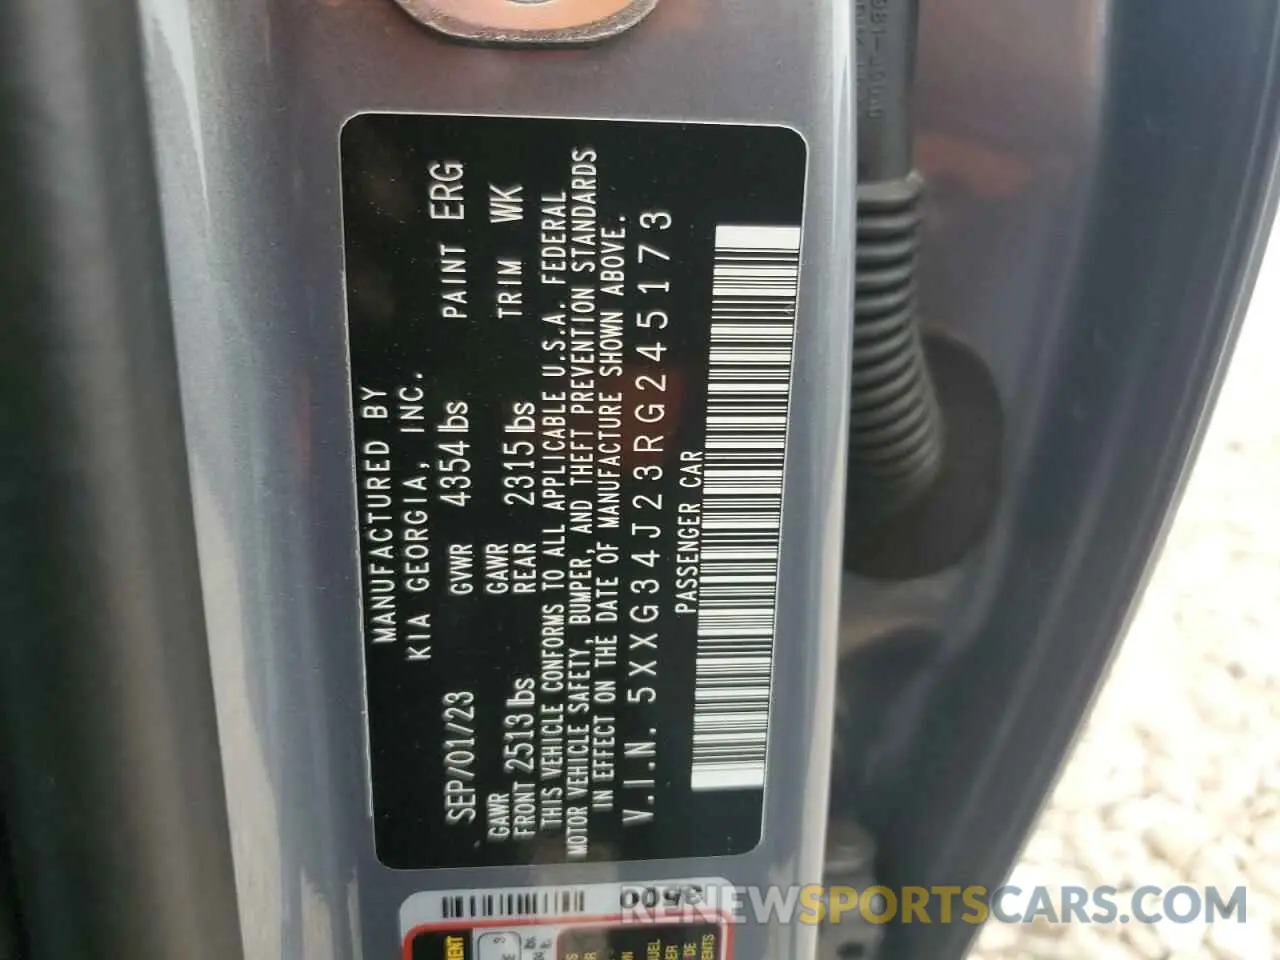 MANUFACTURED BY
KIA GEORGIA, INC.
SEP/01/23 GVWR 4354 lbs PAINT ERG
GAWR FRONT 2513 lbs GAWR REAR 2315 lbs TRIM WK
THIS VEHICLE CONFORMS TO ALL APPLICABLE U.S.A. FEDERAL
MOTOR VEHICLE SAFETY, BUMPER, AND THEFT PREVENTION STANDARDS
IN EFFECT ON THE DATE OF MANUFACTURE SHOWN ABOVE.
V.I.N. 5XXG34J23RG245173
PASSENGER CAR
3500
RENEWSPORTSCARS.COM